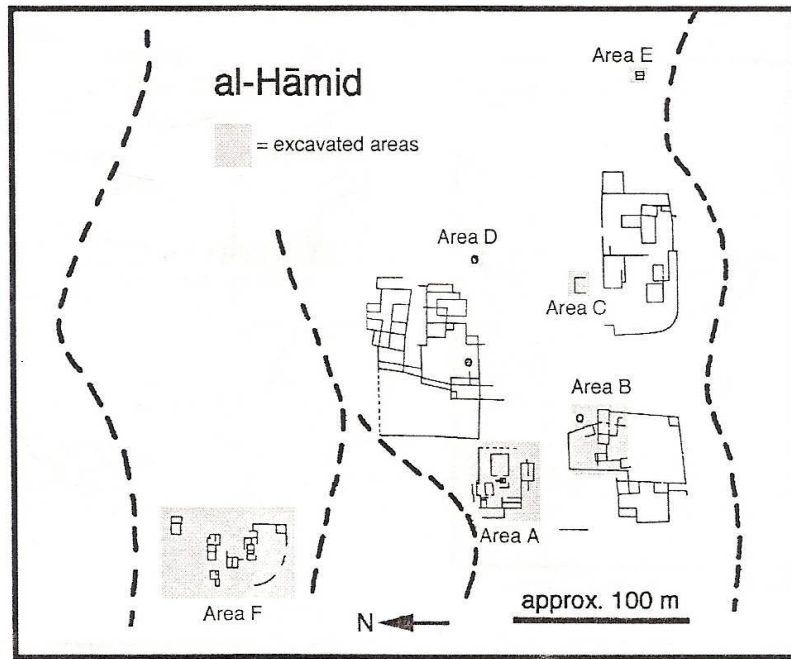 al-Hāmid
= excavated areas
Area E
Area D
Area C
Area B
Area A
Area F
N
approx. 100 m